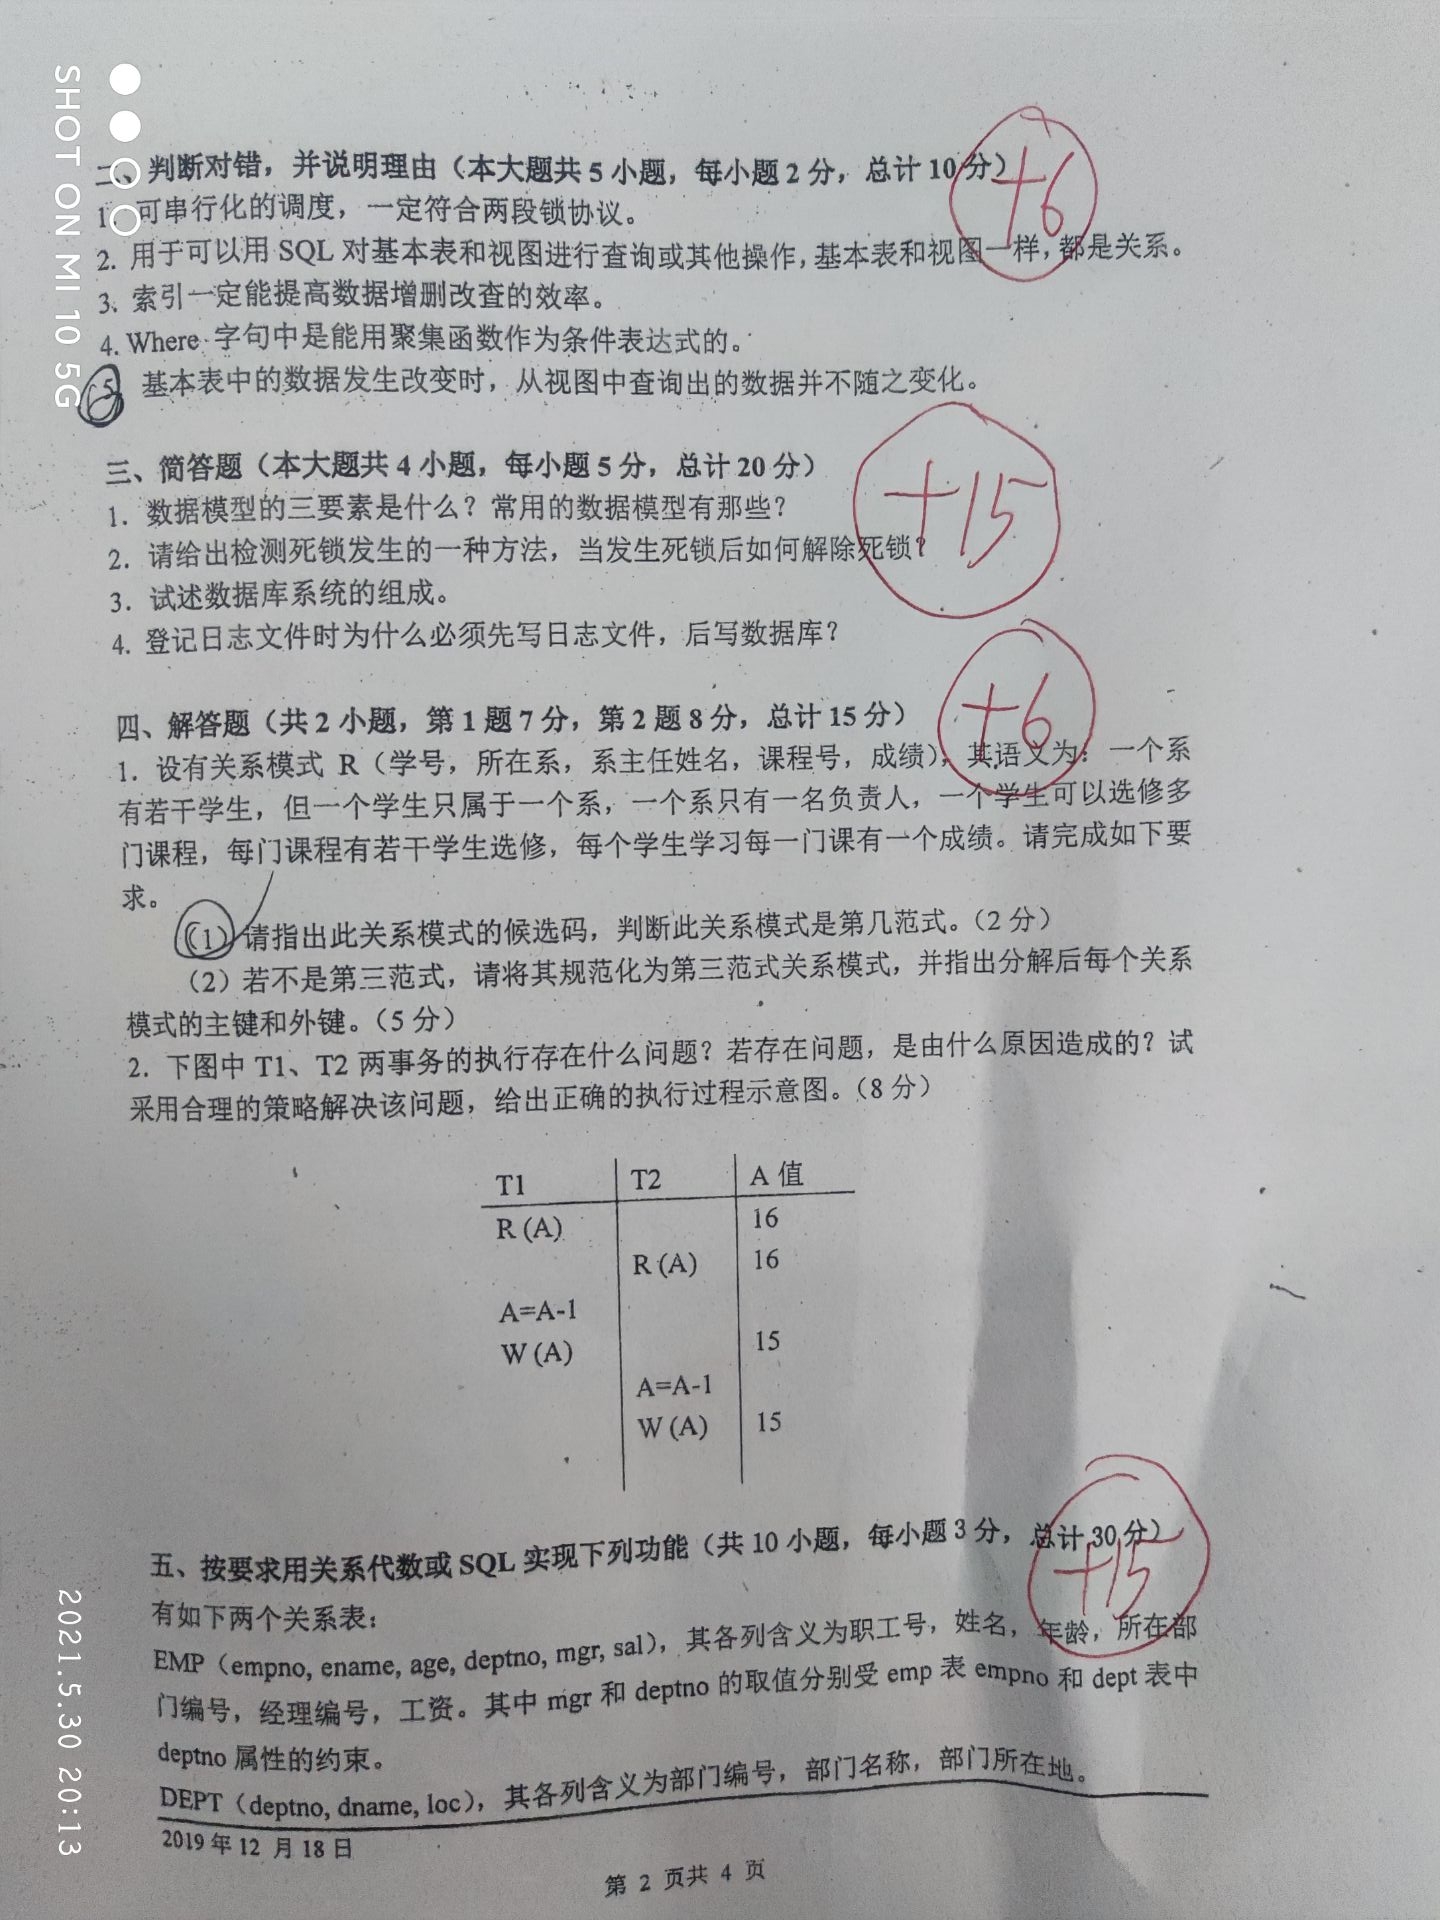 二、判断对错，并说明理由（本大题共 5 小题，每小题 2 分，总计 10 分）
+6
1. 可串行化的调度，一定符合两段锁协议。
2. 用于可以用 SQL 对基本表和视图进行查询或其他操作，基本表和视图一样，都是关系。
3. 索引一定能提高数据增删改查的效率。
4. Where 字句中是能用聚集函数作为条件表达式的。
5 基本表中的数据发生改变时，从视图中查询出的数据并不随之变化。
三、简答题（本大题共 4 小题，每小题 5 分，总计 20 分）
+15
1. 数据模型的三要素是什么？常用的数据模型有那些？
2. 请给出检测死锁发生的一种方法，当发生死锁后如何解除死锁？
3. 试述数据库系统的组成。
4. 登记日志文件时为什么必须先写日志文件，后写数据库？
四、解答题（共 2 小题，第 1 题 7 分，第 2 题 8 分，总计 15 分）
+6
1. 设有关系模式 R（学号，所在系，系主任姓名，课程号，成绩），其语义为：一个系
有若干学生，但一个学生只属于一个系，一个系只有一名负责人，一个学生可以选修多
门课程，每门课程有若干学生选修，每个学生学习每一门课有一个成绩。请完成如下要
求。
（1）请指出此关系模式的候选码，判断此关系模式是第几范式。（2 分）
（2）若不是第三范式，请将其规范化为第三范式关系模式，并指出分解后每个关系
模式的主键和外键。（5 分）
2. 下图中 T1、T2 两事务的执行存在什么问题？若存在问题，是由什么原因造成的？试
采用合理的策略解决该问题，给出正确的执行过程示意图。（8 分）
T1 T2 A 值
R (A) 16
R (A) 16
A=A-1
W (A) 15
A=A-1
W (A) 15
五、按要求用关系代数或 SQL 实现下列功能（共 10 小题，每小题 3 分，总计 30 分）
+15
有如下两个关系表：
EMP（empno, ename, age, deptno, mgr, sal），其各列含义为职工号，姓名，年龄，所在部
门编号，经理编号，工资。其中 mgr 和 deptno 的取值分别受 emp 表 empno 和 dept 表中
deptno 属性的约束。
DEPT（deptno, dname, loc），其各列含义为部门编号，部门名称，部门所在地。
2019 年 12 月 18 日
第 2 页共 4 页
SHOT ON MI 10 5G
2021.5.30 20:13